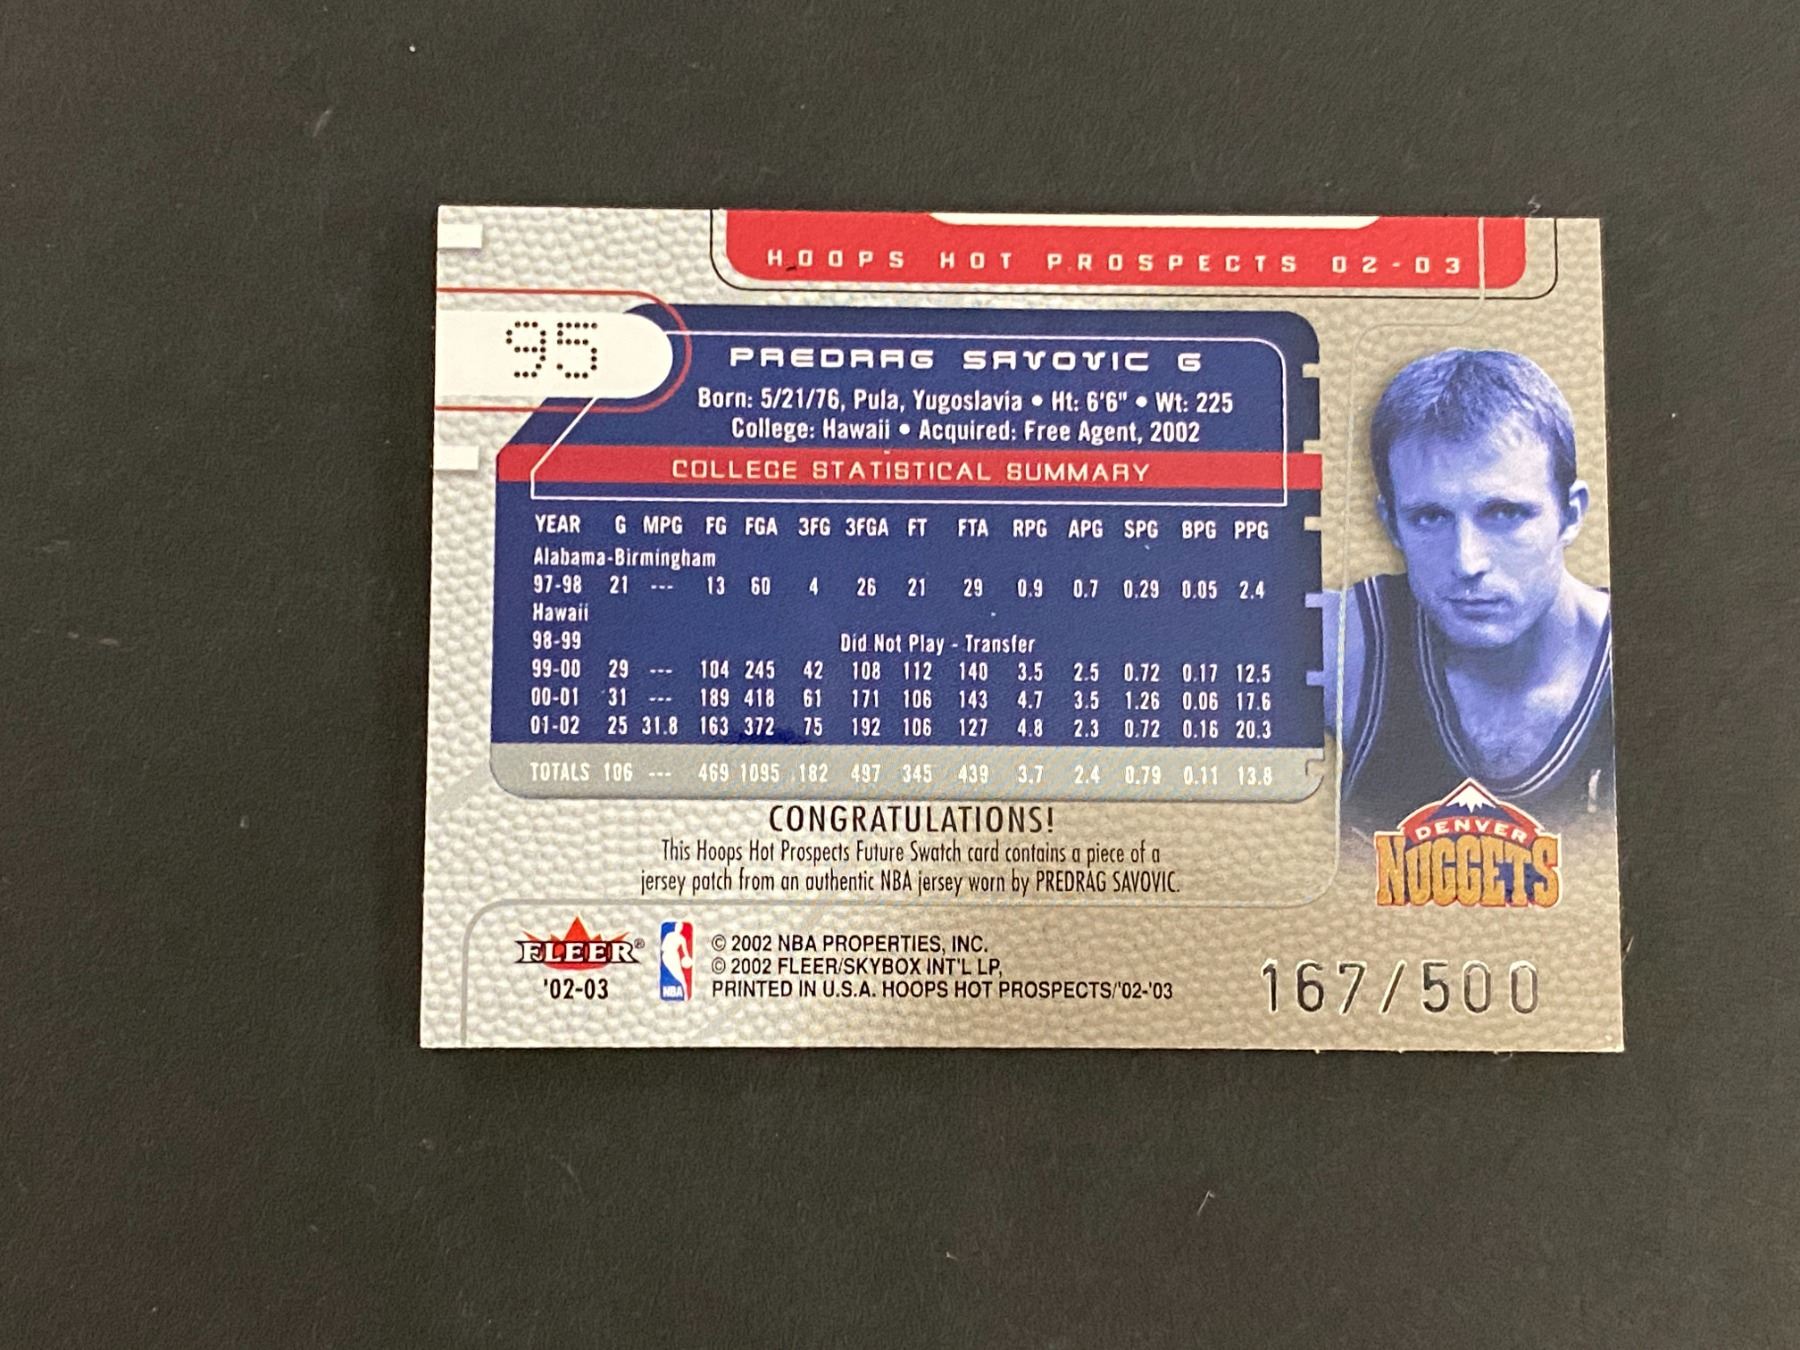 HOOPS HOT PROSPECTS 02-03
95
PREDRAG SAVOVIC G
Born: 5/21/76, Pula, Yugoslavia • Ht: 6'6" • Wt: 225
College: Hawaii • Acquired: Free Agent, 2002
COLLEGE STATISTICAL SUMMARY
YEAR G MPG FG FGA 3FG 3FGA FT FTA RPG APG SPG BPG PPG
Alabama-Birmingham
97-98 21 --- 13 60 4 26 21 29 0.9 0.7 0.29 0.05 2.4
Hawaii
98-99 Did Not Play - Transfer
99-00 29 --- 104 245 42 108 112 140 3.5 2.5 0.72 0.17 12.5
00-01 31 --- 189 418 61 171 106 143 4.7 3.5 1.26 0.06 17.6
01-02 25 31.8 163 372 75 192 106 127 4.8 2.3 0.72 0.16 20.3
TOTALS 106 --- 469 1095 182 497 345 439 3.7 2.4 0.79 0.11 13.8
CONGRATULATIONS!
This Hoops Hot Prospects Future Swatch card contains a piece of a
jersey patch from an authentic NBA jersey worn by PREDRAG SAVOVIC.
DENVER
NUGGETS
FLEER®
'02-03
NBA
© 2002 NBA PROPERTIES, INC.
© 2002 FLEER/SKYBOX INT'L LP,
PRINTED IN U.S.A. HOOPS HOT PROSPECTS/'02-'03
167/500